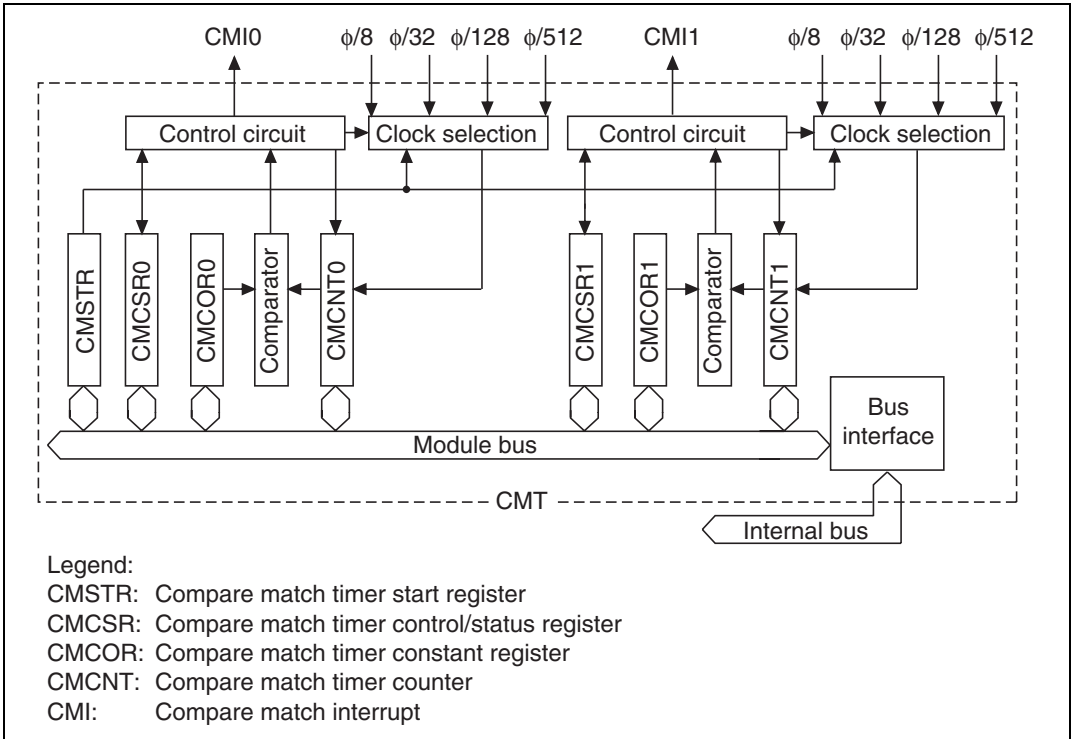 CMI0 ϕ/8 ϕ/32 ϕ/128 ϕ/512 CMI1 ϕ/8 ϕ/32 ϕ/128 ϕ/512
Control circuit Clock selection Control circuit Clock selection
CMSTR
CMCSR0
CMCOR0
Comparator
CMCNT0
CMCSR1
CMCOR1
Comparator
CMCNT1
Bus
interface
Module bus
CMT
Internal bus
Legend:
CMSTR: Compare match timer start register
CMCSR: Compare match timer control/status register
CMCOR: Compare match timer constant register
CMCNT: Compare match timer counter
CMI: Compare match interrupt